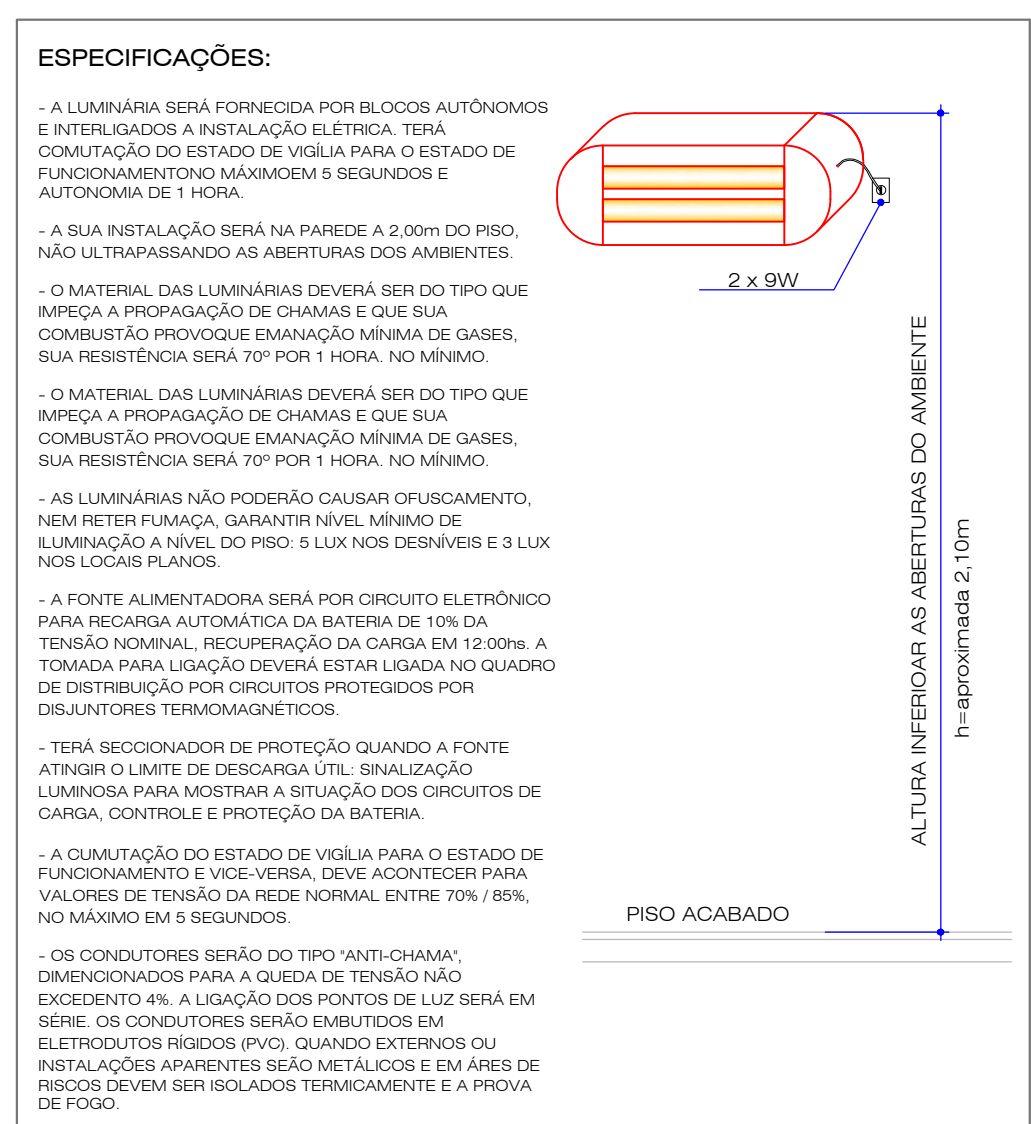 ESPECIFICAÇÕES:
- A LUMINÁRIA SERÁ FORNECIDA POR BLOCOS AUTÔNOMOS
E INTERLIGADOS A INSTALAÇÃO ELÉTRICA. TERÁ
COMUTAÇÃO DO ESTADO DE VIGÍLIA PARA O ESTADO DE
FUNCIONAMENTONO MÁXIMOEM 5 SEGUNDOS E
AUTONOMIA DE 1 HORA.
- A SUA INSTALAÇÃO SERÁ NA PAREDE A 2,00m DO PISO,
NÃO ULTRAPASSANDO AS ABERTURAS DOS AMBIENTES.
- O MATERIAL DAS LUMINÁRIAS DEVERÁ SER DO TIPO QUE
IMPEÇA A PROPAGAÇÃO DE CHAMAS E QUE SUA
COMBUSTÃO PROVOQUE EMANAÇÃO MÍNIMA DE GASES,
SUA RESISTÊNCIA SERÁ 70º POR 1 HORA. NO MÍNIMO.
- O MATERIAL DAS LUMINÁRIAS DEVERÁ SER DO TIPO QUE
IMPEÇA A PROPAGAÇÃO DE CHAMAS E QUE SUA
COMBUSTÃO PROVOQUE EMANAÇÃO MÍNIMA DE GASES,
SUA RESISTÊNCIA SERÁ 70º POR 1 HORA. NO MÍNIMO.
- AS LUMINÁRIAS NÃO PODERÃO CAUSAR OFUSCAMENTO,
NEM RETER FUMAÇA, GARANTIR NÍVEL MÍNIMO DE
ILUMINAÇÃO A NÍVEL DO PISO: 5 LUX NOS DESNÍVEIS E 3 LUX
NOS LOCAIS PLANOS.
- A FONTE ALIMENTADORA SERÁ POR CIRCUITO ELETRÔNICO
PARA RECARGA AUTOMÁTICA DA BATERIA DE 10% DA
TENSÃO NOMINAL, RECUPERAÇÃO DA CARGA EM 12:00hs. A
TOMADA PARA LIGAÇÃO DEVERÁ ESTAR LIGADA NO QUADRO
DE DISTRIBUIÇÃO POR CIRCUITOS PROTEGIDOS POR
DISJUNTORES TERMOMAGNÉTICOS.
- TERÁ SECCIONADOR DE PROTEÇÃO QUANDO A FONTE
ATINGIR O LIMITE DE DESCARGA ÚTIL: SINALIZAÇÃO
LUMINOSA PARA MOSTRAR A SITUAÇÃO DOS CIRCUITOS DE
CARGA, CONTROLE E PROTEÇÃO DA BATERIA.
- A CUMUTAÇÃO DO ESTADO DE VIGÍLIA PARA O ESTADO DE
FUNCIONAMENTO E VICE-VERSA, DEVE ACONTECER PARA
VALORES DE TENSÃO DA REDE NORMAL ENTRE 70% / 85%,
NO MÁXIMO EM 5 SEGUNDOS.
- OS CONDUTORES SERÃO DO TIPO "ANTI-CHAMA",
DIMENCIONADOS PARA A QUEDA DE TENSÃO NÃO
EXCEDENTO 4%. A LIGAÇÃO DOS PONTOS DE LUZ SERÁ EM
SÉRIE. OS CONDUTORES SERÃO EMBUTIDOS EM
ELETRODUTOS RÍGIDOS (PVC). QUANDO EXTERNOS OU
INSTALAÇÕES APARENTES SEÃO METÁLICOS E EM ÁRES DE
RISCOS DEVEM SER ISOLADOS TERMICAMENTE E A PROVA
DE FOGO.
2 x 9W
ALTURA INFERIOAR AS ABERTURAS DO AMBIENTE
h=aproximada 2,10m
PISO ACABADO